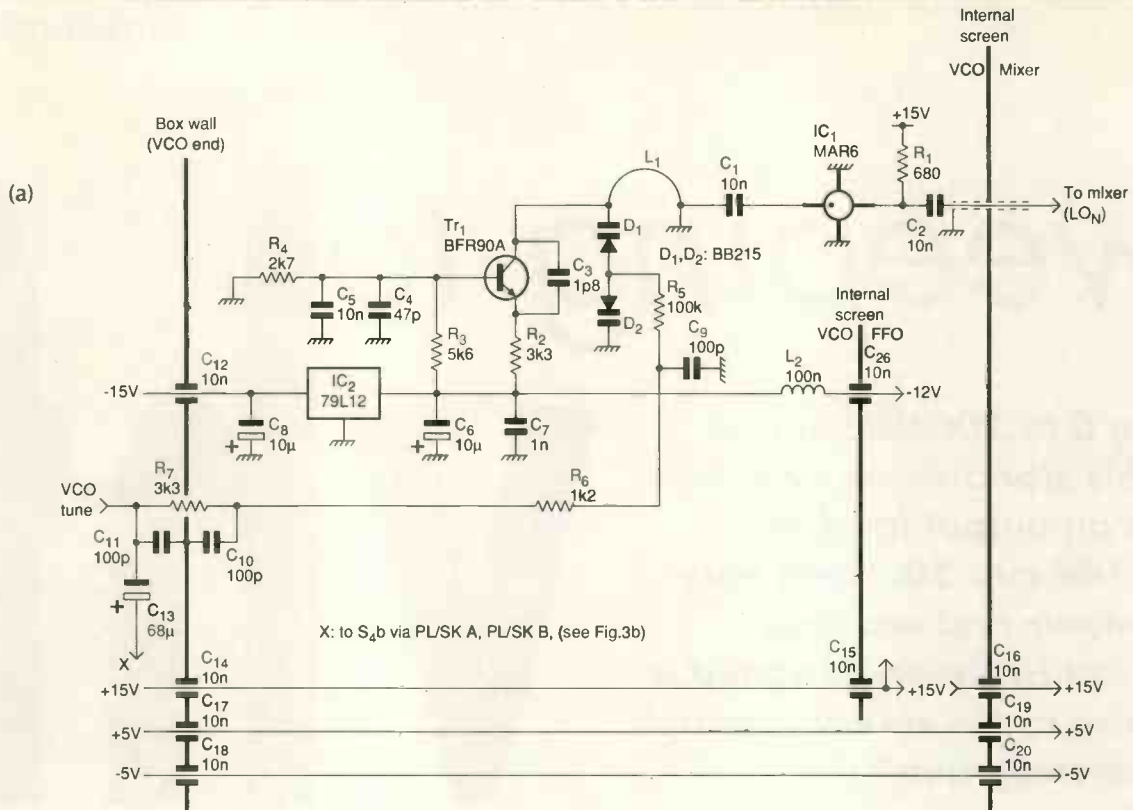 Internal
screen
VCO Mixer
Box wall
(VCO end)
+15V
IC1
MAR6
R1
680
(a)
L1
C1
10n
To mixer
(LON)
C2
10n
Tr1
BFR90A
D1
D1,D2: BB215
R4
2k7
C3
1p8
R5
100k
Internal
screen
VCO FFO
C5
10n
C4
47p
D2
R3
5k6
R2
3k3
C9
100p
C26
10n
L2
100n
C12
10n
-15V
IC2
79L12
-12V
C8
10µ
+
C6
10µ
+
C7
1n
R7
3k3
VCO
tune
R6
1k2
C11
100p
C10
100p
+
C13
68µ
X
X: to S4b via PL/SK A, PL/SK B, (see Fig.3b)
C14
10n
C15
10n
C16
10n
+15V
+15V
+15V
C17
10n
C19
10n
+5V
+5V
C18
10n
C20
10n
-5V
-5V